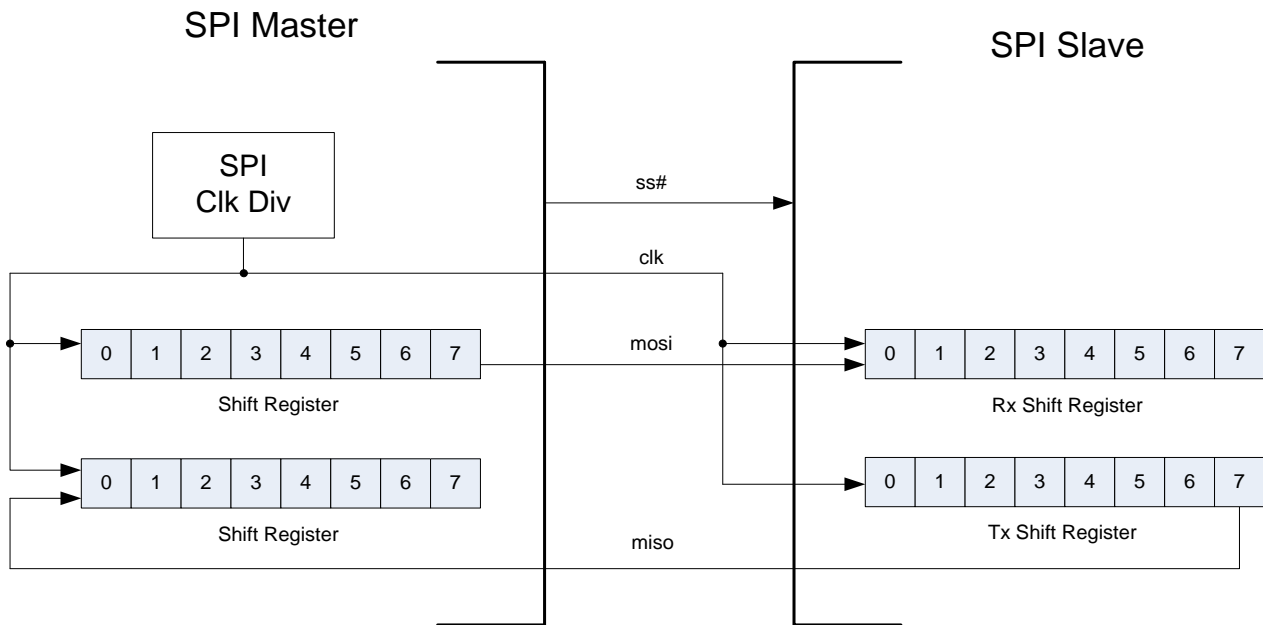 SPI Master
SPI Slave
SPI
Clk Div
ss#
clk
0 1 2 3 4 5 6 7
mosi
0 1 2 3 4 5 6 7
Shift Register
Rx Shift Register
0 1 2 3 4 5 6 7
0 1 2 3 4 5 6 7
Shift Register
Tx Shift Register
miso